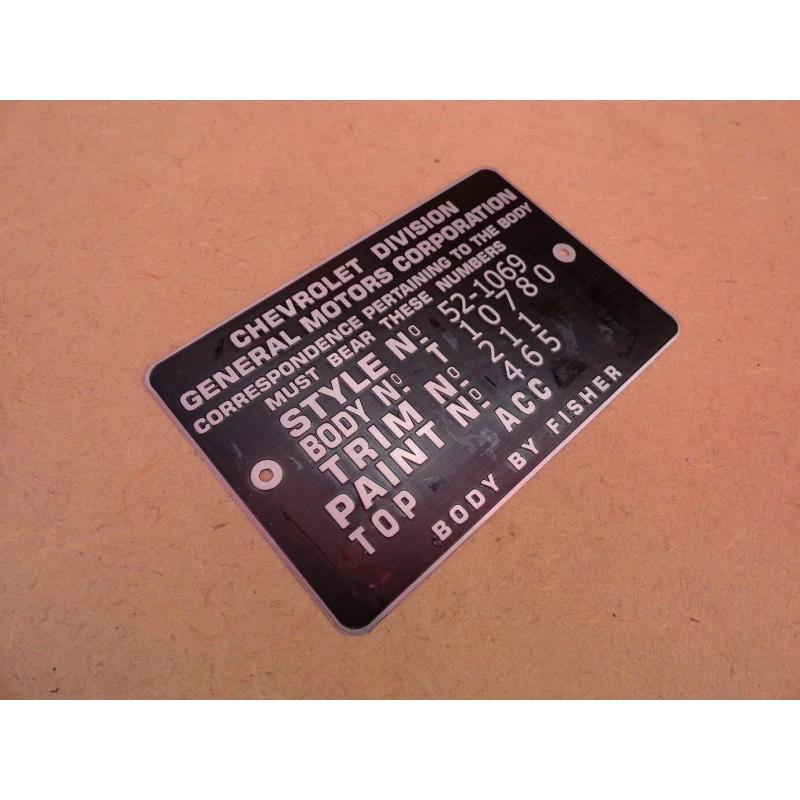 CHEVROLET DIVISION
GENERAL MOTORS CORPORATION
CORRESPONDENCE PERTAINING TO THE BODY
MUST BEAR THESE NUMBERS
STYLE Nº 52-1069
BODY Nº T 10780
TRIM Nº 211
PAINT Nº 465
TOP ACC
BODY BY FISHER